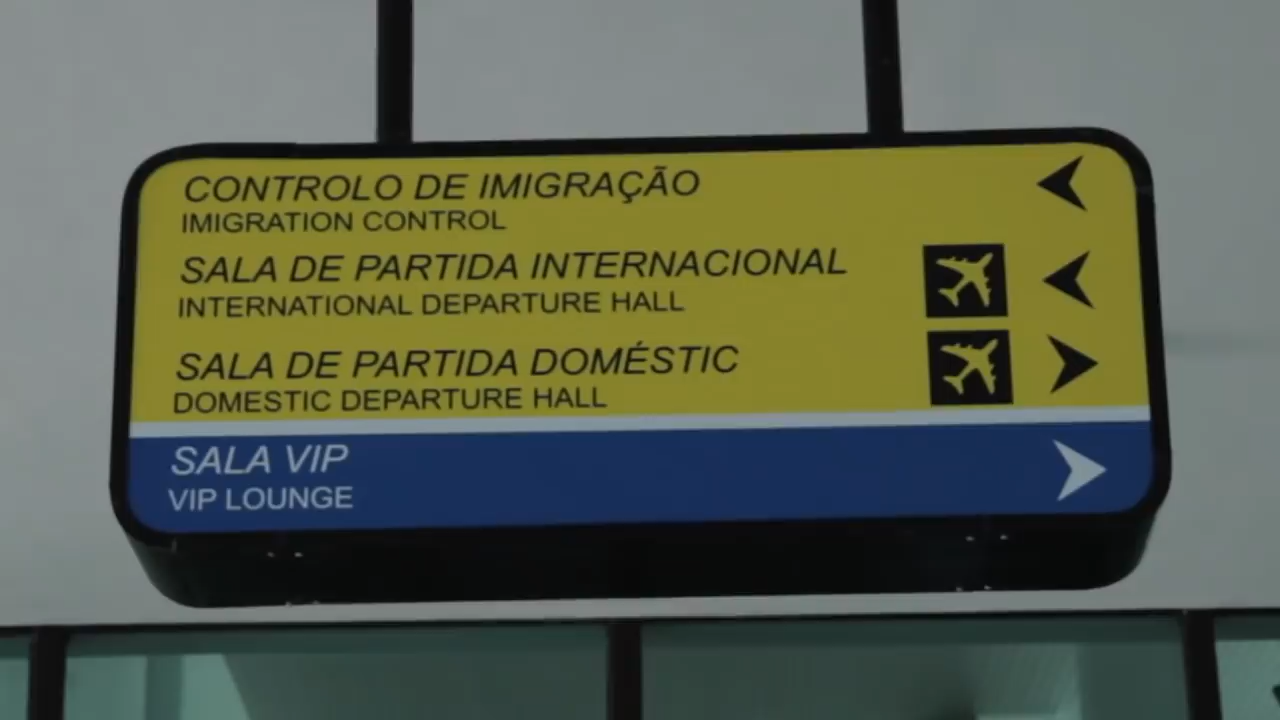 CONTROLO DE IMIGRAÇÃO
IMIGRATION CONTROL
SALA DE PARTIDA INTERNACIONAL
INTERNATIONAL DEPARTURE HALL
SALA DE PARTIDA DOMÉSTIC
DOMESTIC DEPARTURE HALL
SALA VIP
VIP LOUNGE